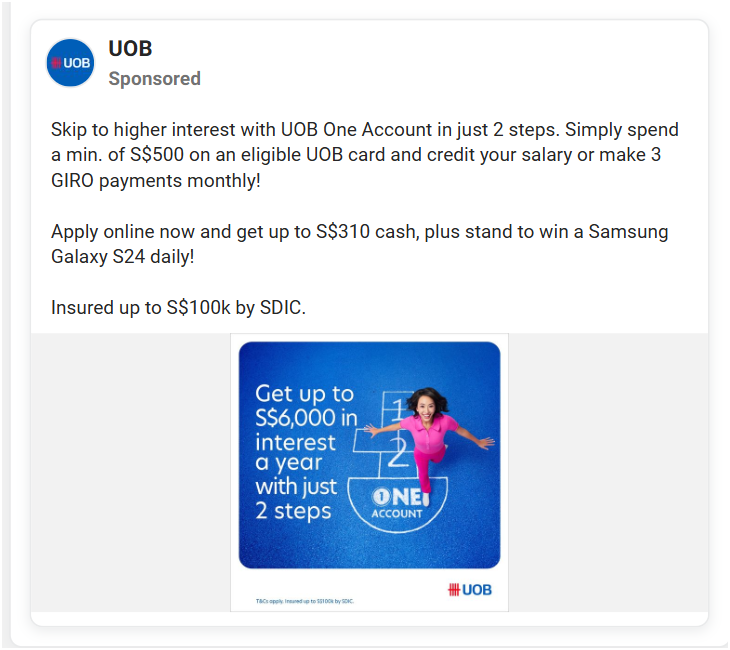 UOB
UOB
Sponsored
Skip to higher interest with UOB One Account in just 2 steps. Simply spend
a min. of S$500 on an eligible UOB card and credit your salary or make 3
GIRO payments monthly!
Apply online now and get up to S$310 cash, plus stand to win a Samsung
Galaxy S24 daily!
Insured up to S$100k by SDIC.
Get up to
S$6,000 in
interest
a year
with just
2 steps
1
2
ONE
ACCOUNT
UOB
T&Cs apply. Insured up to S$100k by SDIC.